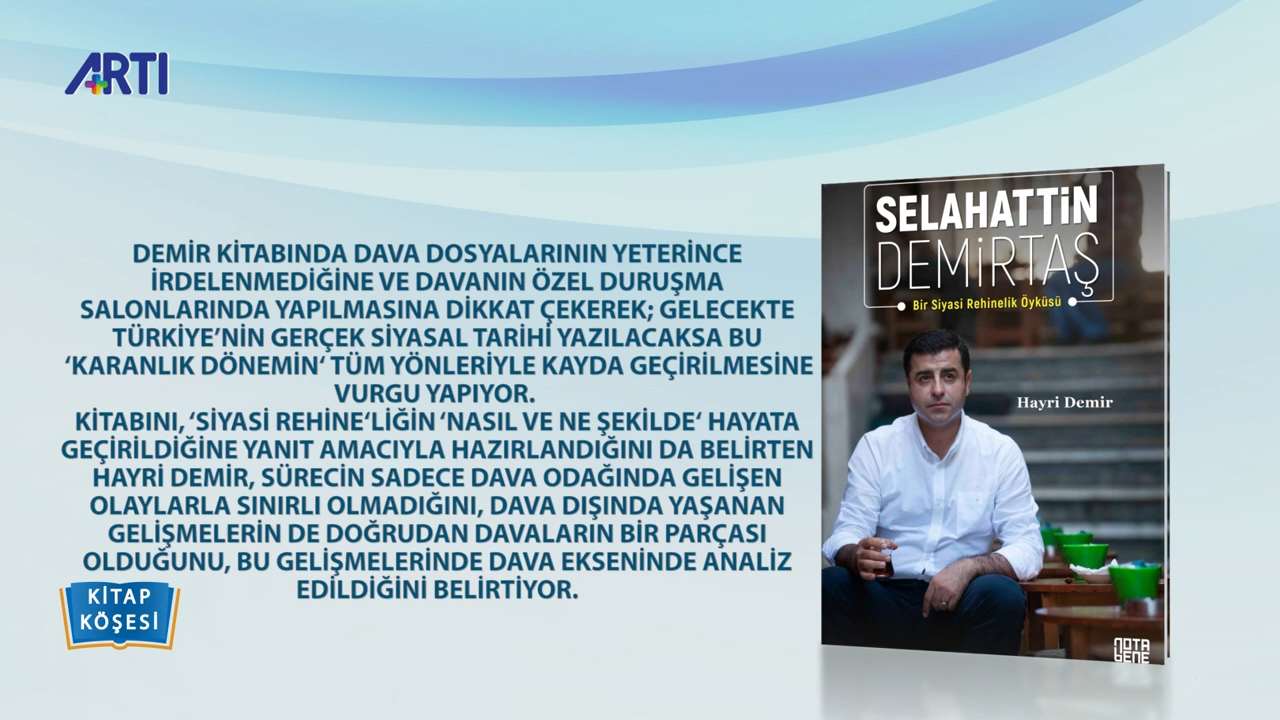 ARTI
DEMİR KİTABINDA DAVA DOSYALARININ YETERİNCE
İRDELENMEDİĞİNE VE DAVANIN ÖZEL DURUŞMA
SALONLARINDA YAPILMASINA DİKKAT ÇEKEREK; GELECEKTE
TÜRKİYE’NİN GERÇEK SİYASAL TARİHİ YAZILACAKSA BU
‘KARANLIK DÖNEMİN‘ TÜM YÖNLERİYLE KAYDA GEÇİRİLMESİNE
VURGU YAPIYOR.
KİTABINI, ‘SİYASİ REHİNE‘LİĞİN ‘NASIL VE NE ŞEKİLDE‘ HAYATA
GEÇİRİLDİĞİNE YANIT AMACIYLA HAZIRLANDIĞINI DA BELİRTEN
HAYRİ DEMİR, SÜRECİN SADECE DAVA ODAĞINDA GELİŞEN
OLAYLARLA SINIRLI OLMADIĞINI, DAVA DIŞINDA YAŞANAN
GELİŞMELERİN DE DOĞRUDAN DAVALARIN BİR PARÇASI
OLDUĞUNU, BU GELİŞMELERİNDE DAVA EKSENİNDE ANALİZ
EDİLDİĞİNİ BELİRTİYOR.
KİTAP
KÖŞESİ
SELAHATTİN
DEMİRTAŞ
Bir Siyasi Rehinelik Öyküsü
Hayri Demir
NOTA
BENE